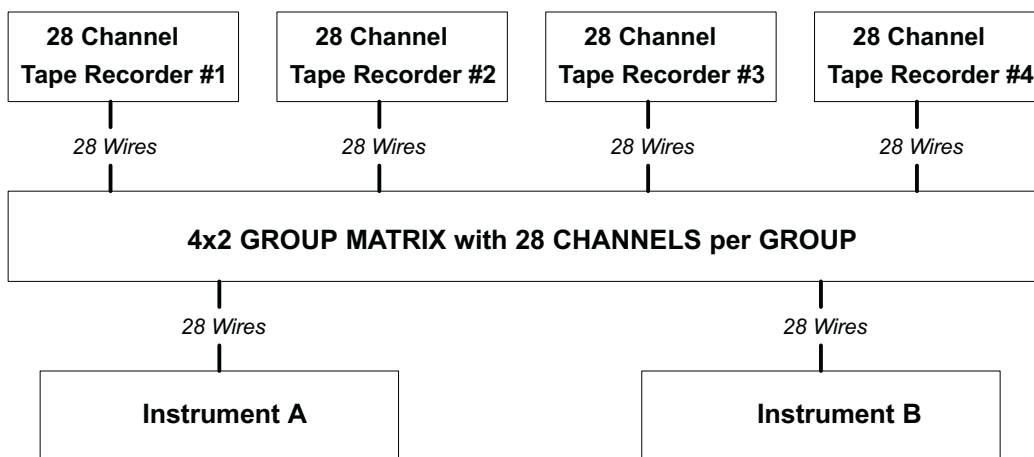 28 Channel
Tape Recorder #1
28 Channel
Tape Recorder #2
28 Channel
Tape Recorder #3
28 Channel
Tape Recorder #4
28 Wires
28 Wires
28 Wires
28 Wires
4x2 GROUP MATRIX with 28 CHANNELS per GROUP
28 Wires
28 Wires
Instrument A
Instrument B